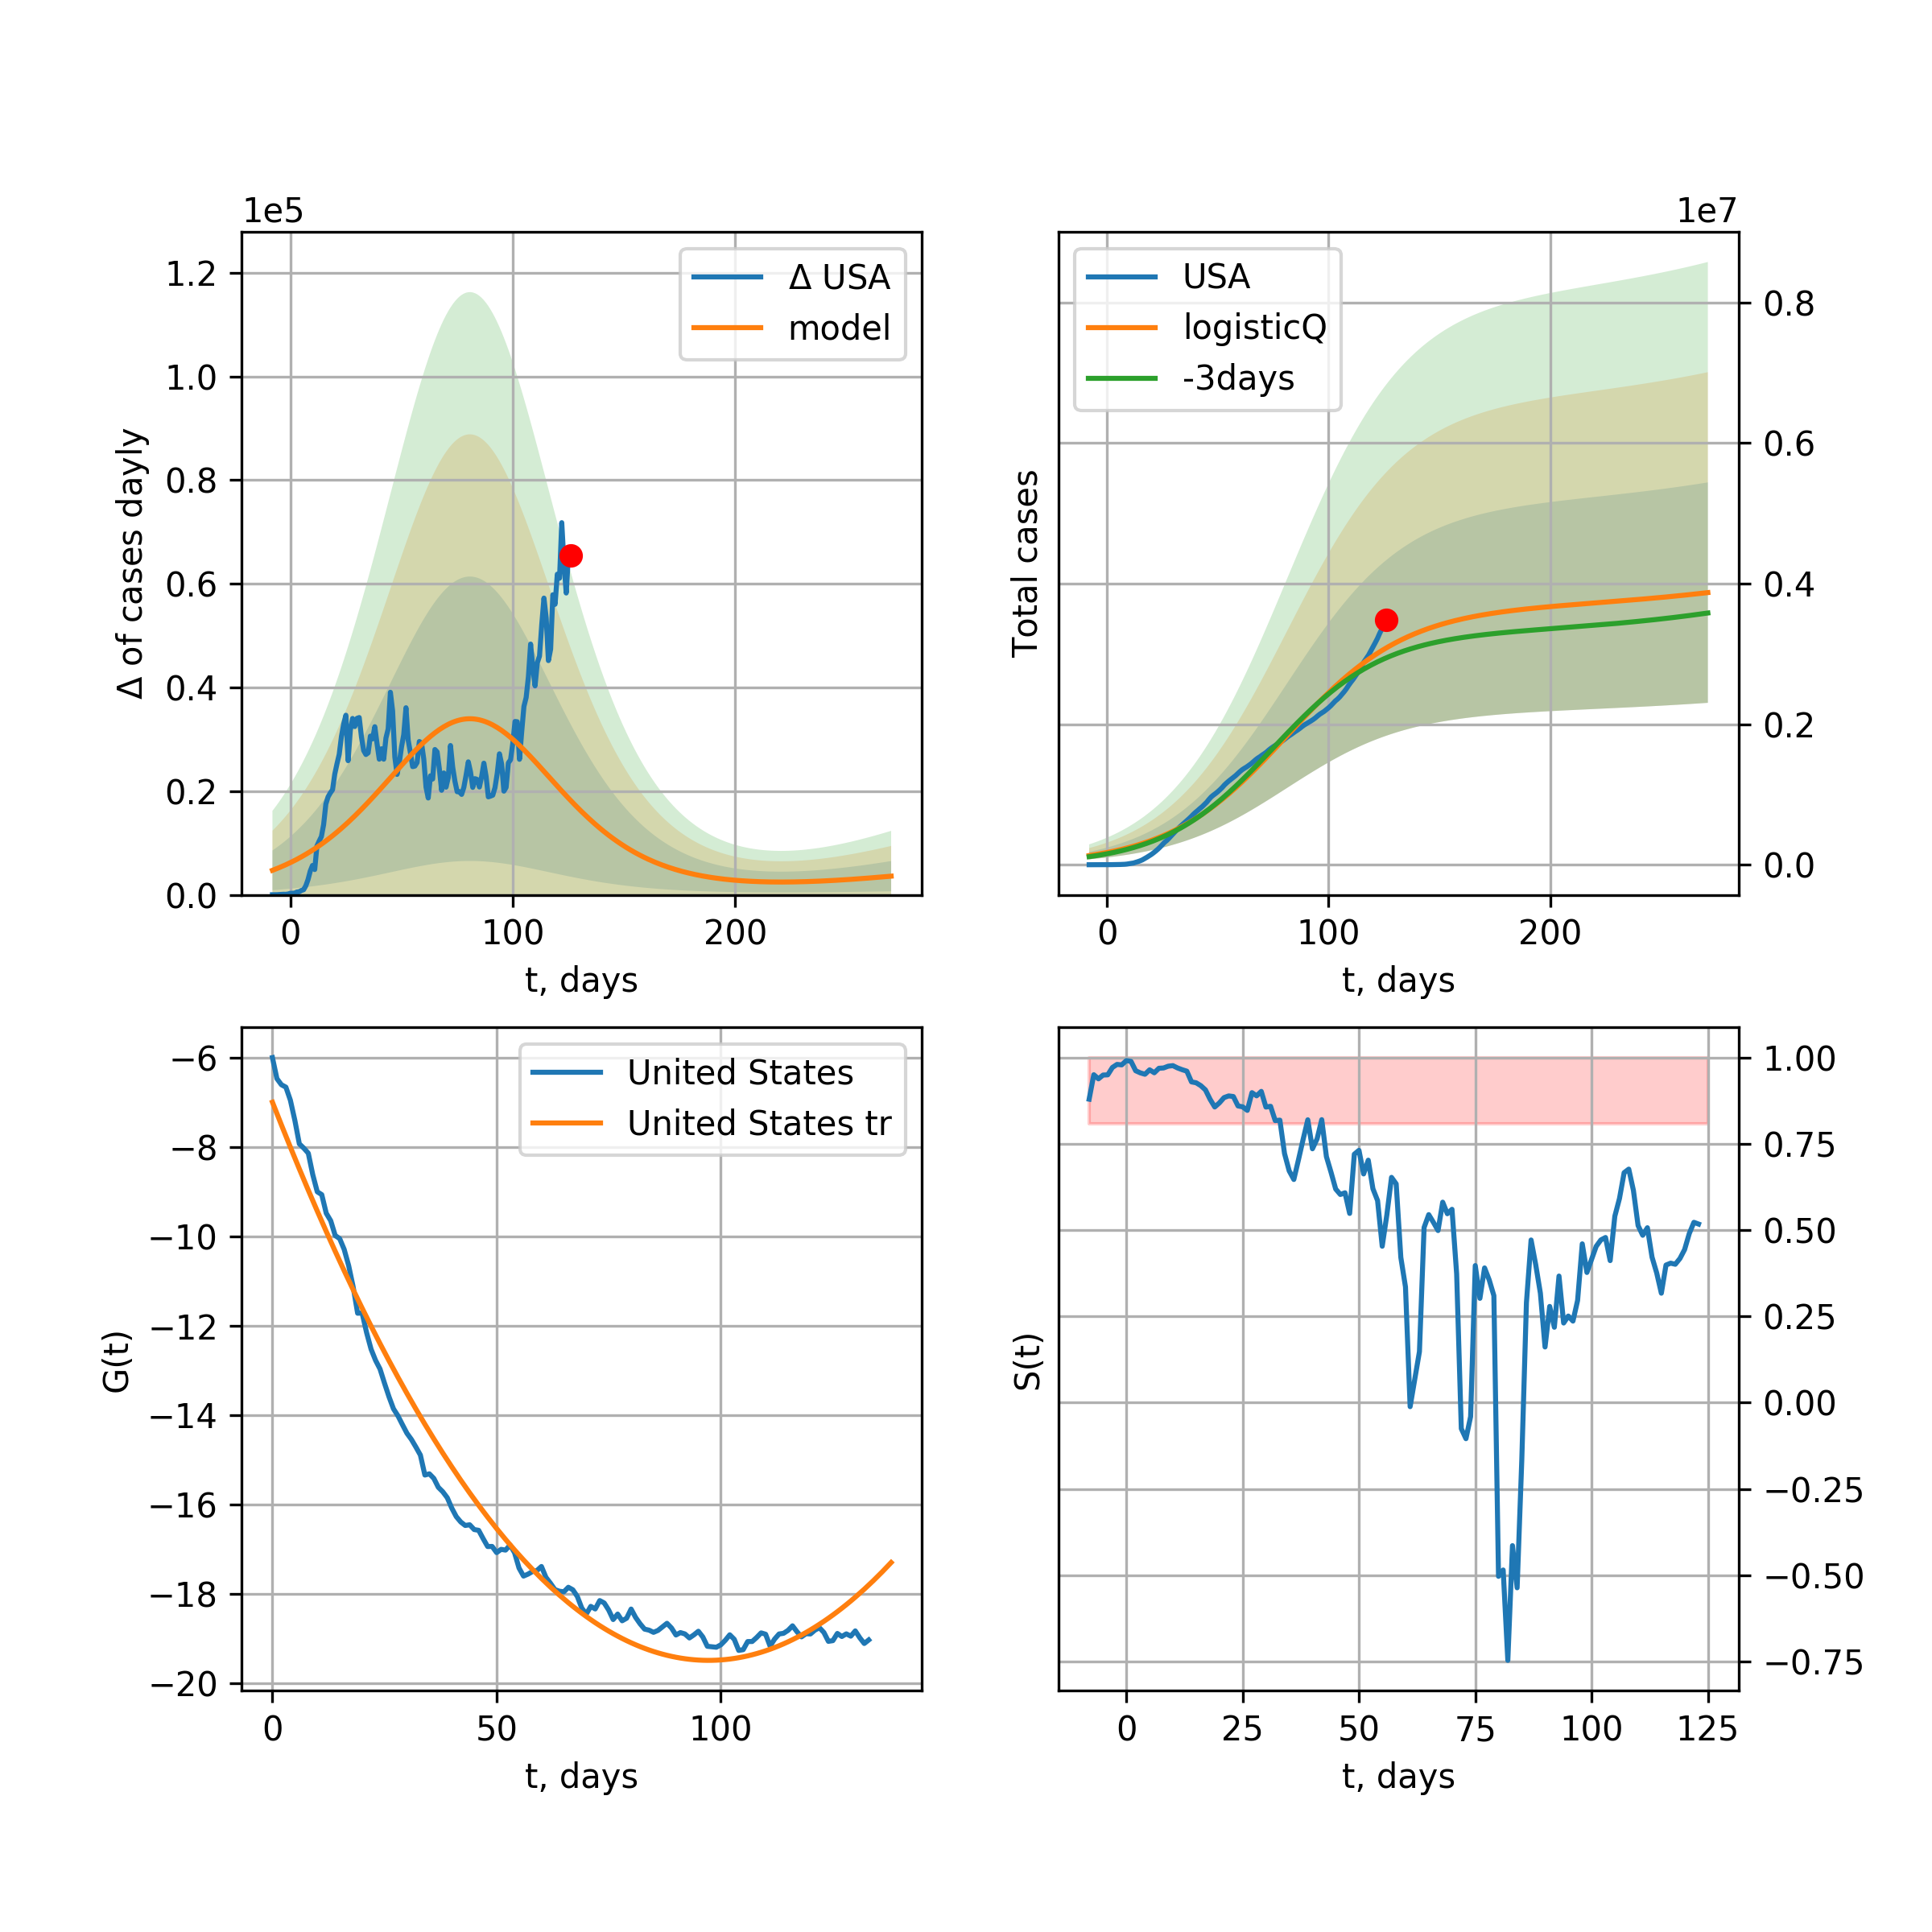 1e5
Δ of cases dayly
1.2
1.0
0.8
0.6
0.4
0.2
0.0
Δ USA
model
0
100
200
t, days
1e7
Total cases
USA
logisticQ
-3days
0.8
0.6
0.4
0.2
0.0
0
100
200
t, days
G(t)
−6
−8
−10
−12
−14
−16
−18
−20
United States
United States tr
0
50
100
t, days
S(t)
1.00
0.75
0.50
0.25
0.00
−0.25
−0.50
−0.75
0
25
50
75
100
125
t, days